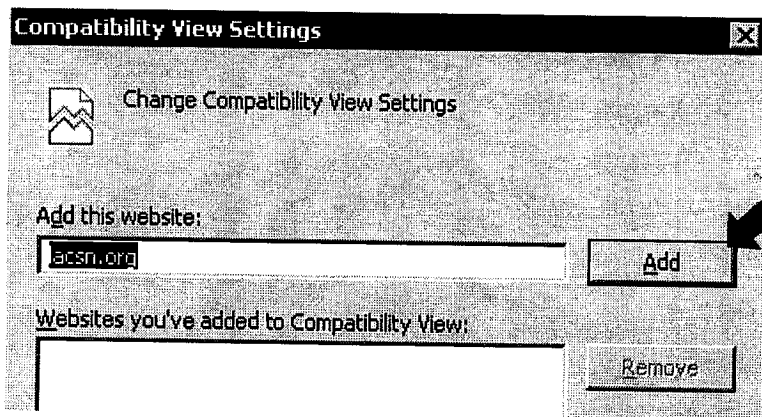 Compatibility View Settings
Change Compatibility View Settings
Add this website:
lacsn.org
Add
Websites you've added to Compatibility View:
Remove